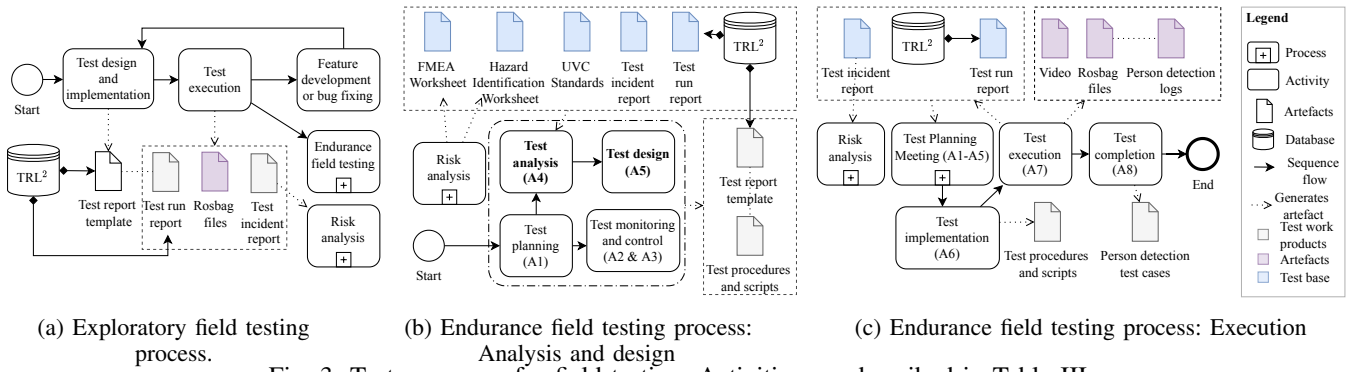 Start
Test design
and
implementation
Test
execution
Feature
development
or bug fixing
Endurance
field testing
+
TRL²
Test report
template
Test run
report
Rosbag
files
Test
incident
report
Risk
analysis
+
(a) Exploratory field testing
process.
FMEA
Worksheet
Hazard
Identification
Worksheet
UVC
Standards
Test
incident
report
Test
run
report
TRL²
Risk
analysis
+
Test
analysis
(A4)
Test design
(A5)
Test
planning
(A1)
Test monitoring
and control
(A2 & A3)
Start
Test report
template
Test procedures
and scripts
(b) Endurance field testing process:
Analysis and design
Test incident
report
TRL²
Test run
report
Video
Rosbag
files
Person detection
logs
Risk
analysis
+
Test Planning
Meeting (A1-A5)
+
Test
execution
(A7)
Test
completion
(A8)
End
Test
implementation
(A6)
Test procedures
and scripts
Person detection
test cases
(c) Endurance field testing process: Execution
Legend
+
Process
Activity
Artefacts
Database
Sequence
flow
Generates
artefact
Test work
products
Artefacts
Test base